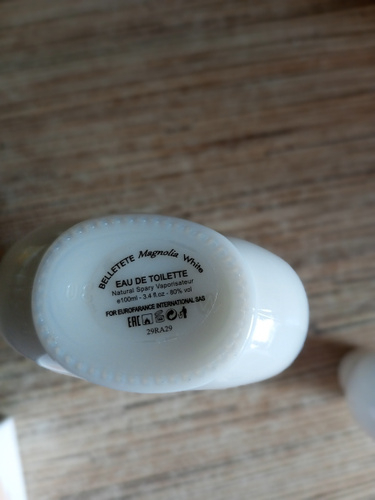 BELLETETE Magnolia White
EAU DE TOILETTE
Natural Spary Vaporisateur
e100ml - 3.4 fl.oz - 80% vol
FOR EUROFARANCE INTERNATIONAL SAS
EAC
29RA29